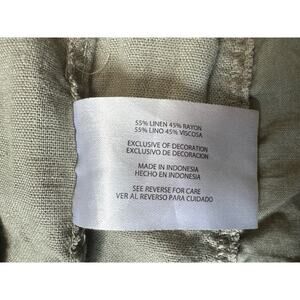 55% LINEN 45% RAYON
55% LINO 45% VISCOSA
EXCLUSIVE OF DECORATION
EXCLUSIVO DE DECORACION
MADE IN INDONESIA
HECHO EN INDONESIA
SEE REVERSE FOR CARE
VER AL REVERSO PARA CUIDADO